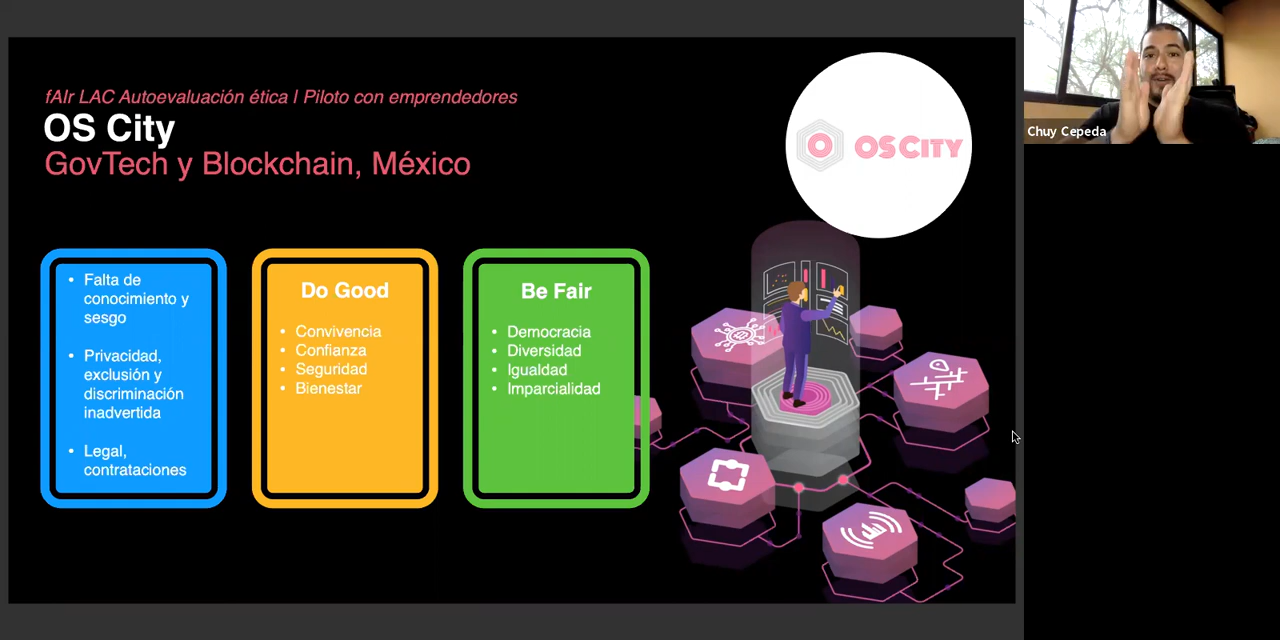 fAIr LAC Autoevaluación ética I Piloto con emprendedores
OS City
GovTech y Blockchain, México
OS CITY
• Falta de
conocimiento y
sesgo
• Privacidad,
exclusión y
discriminación
inadvertida
• Legal,
contrataciones
Do Good
• Convivencia
• Confianza
• Seguridad
• Bienestar
Be Fair
• Democracia
• Diversidad
• Igualdad
• Imparcialidad
Chuy Cepeda